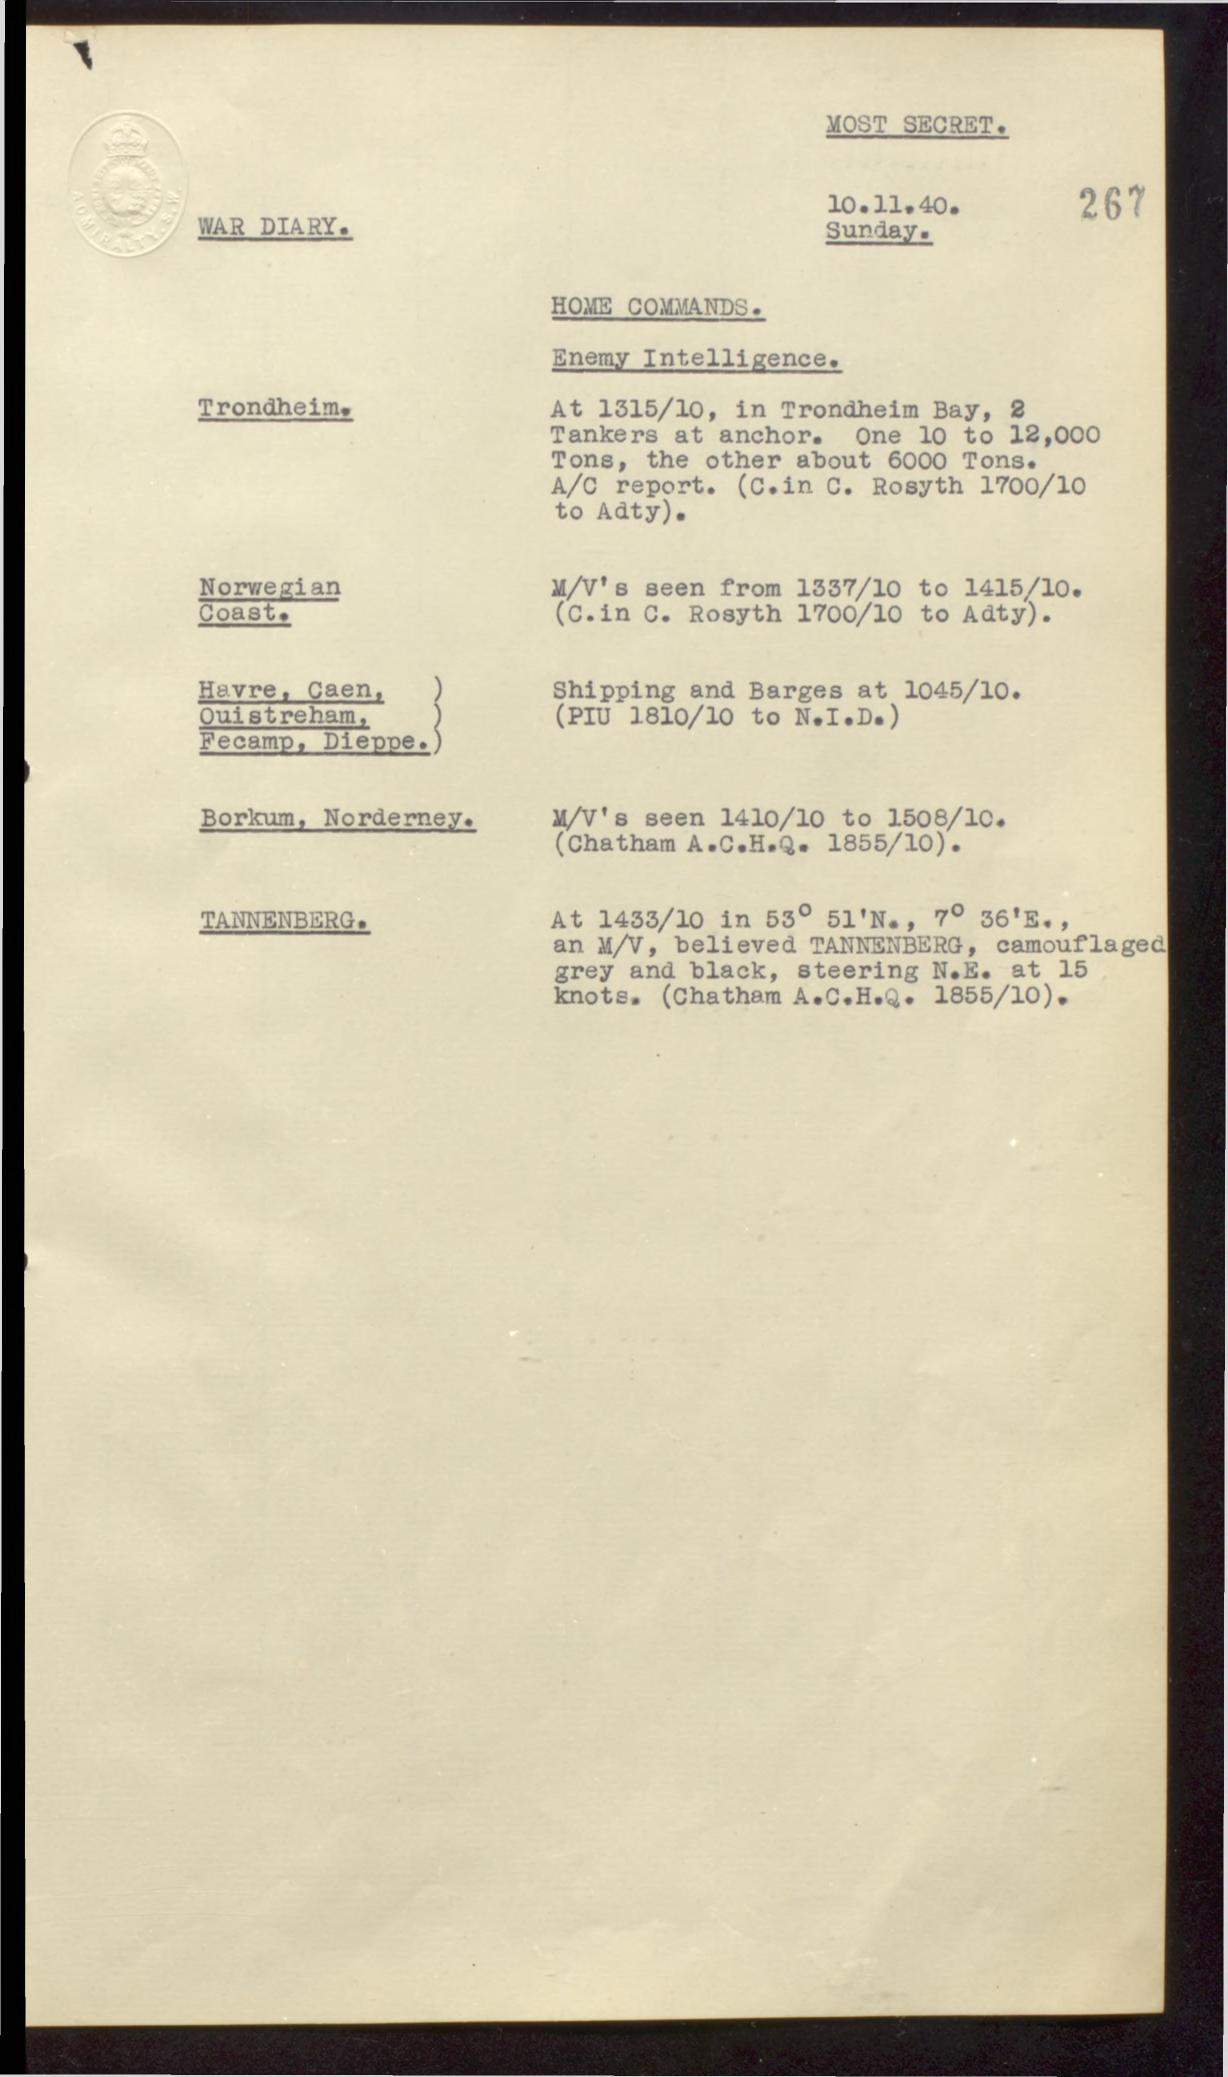 MOST SECRET.
10.11.40.
267
Sunday.
ADMIRALTY.S.W.
WAR DIARY.
HOME COMMANDS.
Enemy Intelligence.
Trondheim.
At 1315/10, in Trondheim Bay, 2
Tankers at anchor. One 10 to 12,000
Tons, the other about 6000 Tons.
A/C report. (C.in C. Rosyth 1700/10
to Adty).
Norwegian
Coast.
M/V's seen from 1337/10 to 1415/10.
(C.in C. Rosyth 1700/10 to Adty).
Havre, Caen, )
Ouistreham, )
Fecamp, Dieppe.)
Shipping and Barges at 1045/10.
(PIU 1810/10 to N.I.D.)
Borkum, Norderney.
M/V's seen 1410/10 to 1508/10.
(Chatham A.C.H.Q. 1855/10).
TANNENBERG.
At 1433/10 in 53° 51'N., 7° 36'E.,
an M/V, believed TANNENBERG, camouflaged
grey and black, steering N.E. at 15
knots. (Chatham A.C.H.Q. 1855/10).